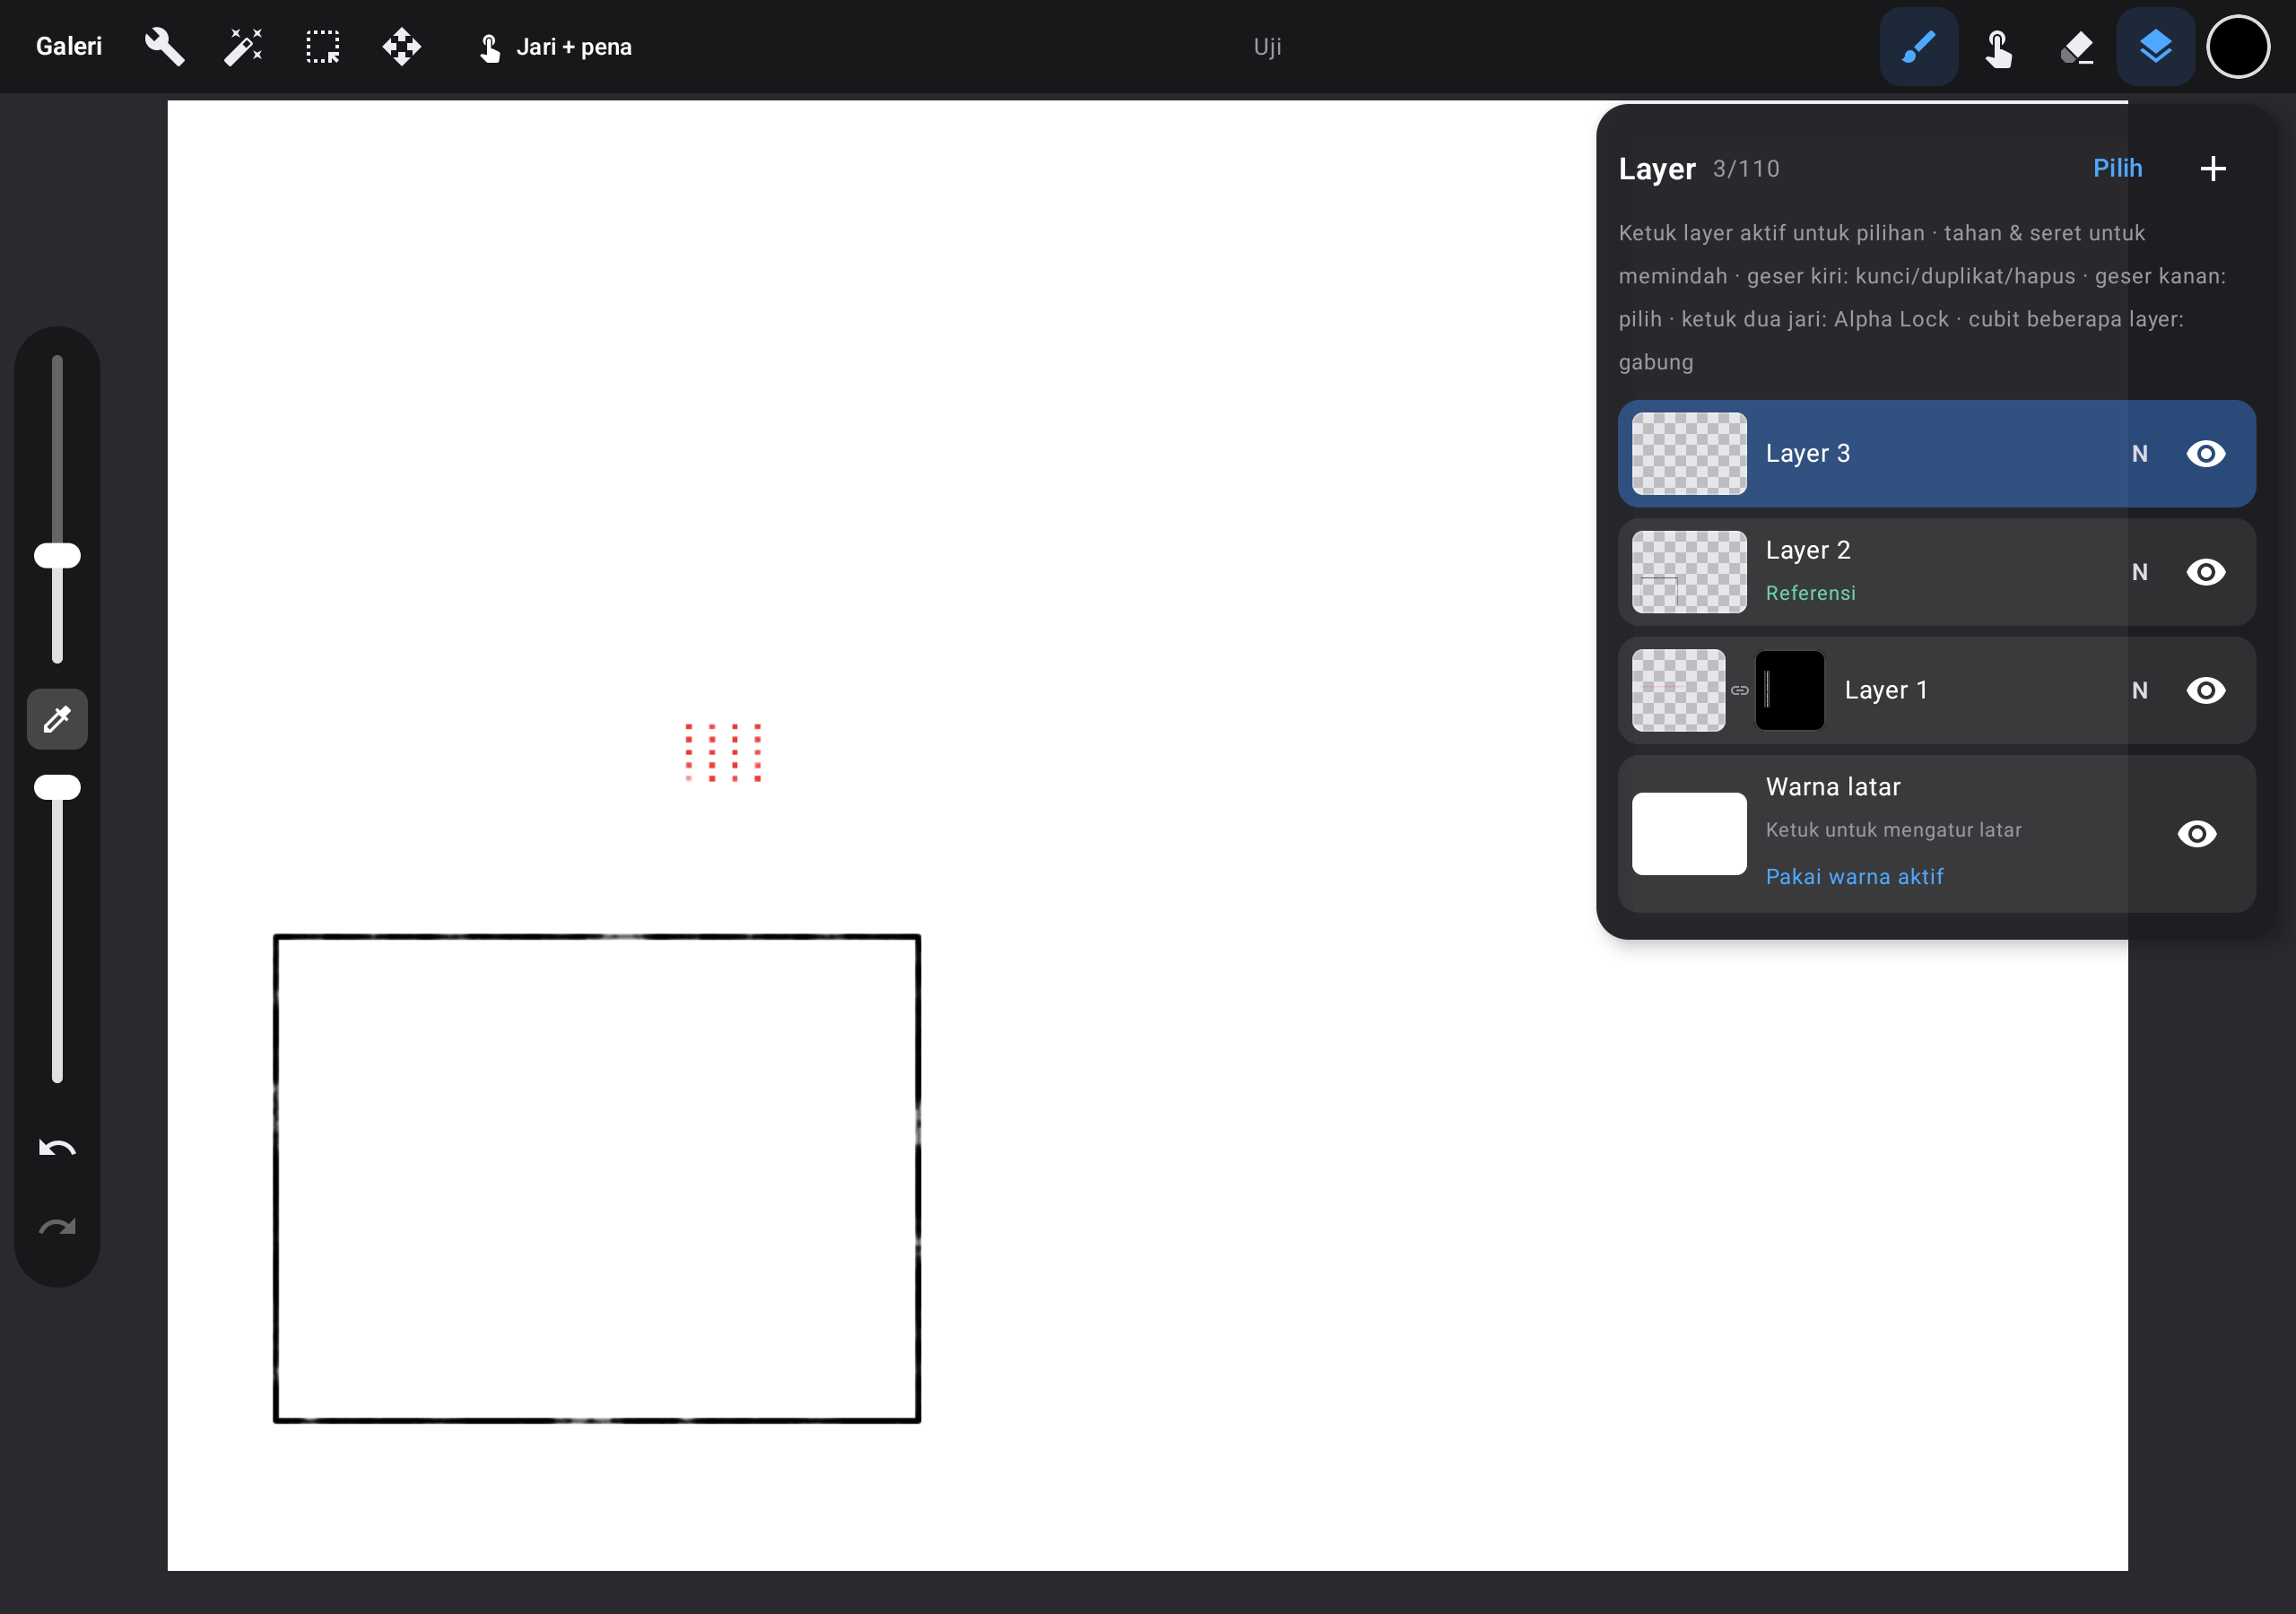 Galeri
Jari + pena
Uji
Layer 3/110
Pilih
Ketuk layer aktif untuk pilihan · tahan & seret untuk
memindah · geser kiri: kunci/duplikat/hapus · geser kanan:
pilih · ketuk dua jari: Alpha Lock · cubit beberapa layer:
gabung
Layer 3
N
Layer 2
Referensi
N
Layer 1
N
Warna latar
Ketuk untuk mengatur latar
Pakai warna aktif